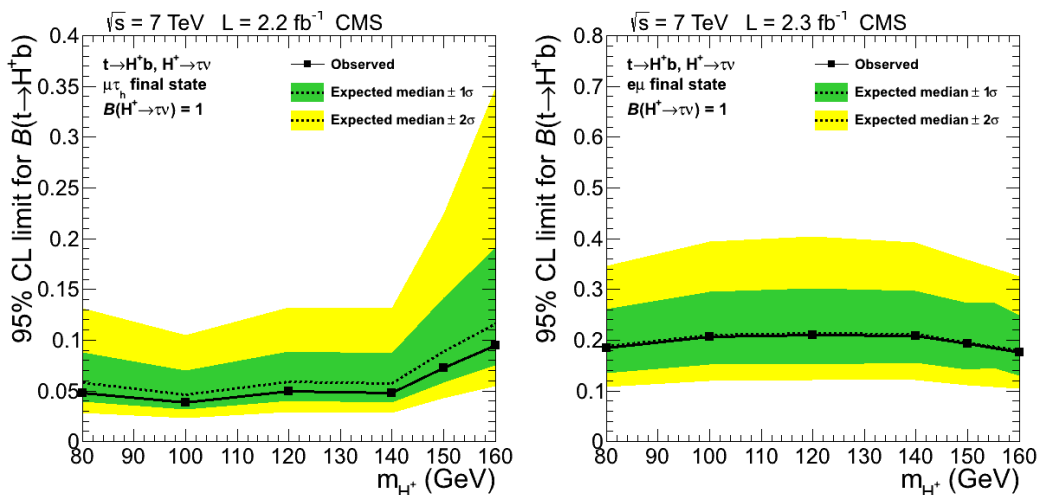 √s = 7 TeV L = 2.2 fb⁻¹ CMS
95% CL limit for B(t→H⁺b)
0.4
0.35
0.3
0.25
0.2
0.15
0.1
0.05
0
t→H⁺b, H⁺→τν
μτₕ final state
B(H⁺→τν) = 1
Observed
Expected median ± 1σ
Expected median ± 2σ
80 90 100 110 120 130 140 150 160
m_H⁺ (GeV)
√s = 7 TeV L = 2.3 fb⁻¹ CMS
95% CL limit for B(t→H⁺b)
0.8
0.7
0.6
0.5
0.4
0.3
0.2
0.1
0
t→H⁺b, H⁺→τν
eμ final state
B(H⁺→τν) = 1
Observed
Expected median ± 1σ
Expected median ± 2σ
80 90 100 110 120 130 140 150 160
m_H⁺ (GeV)